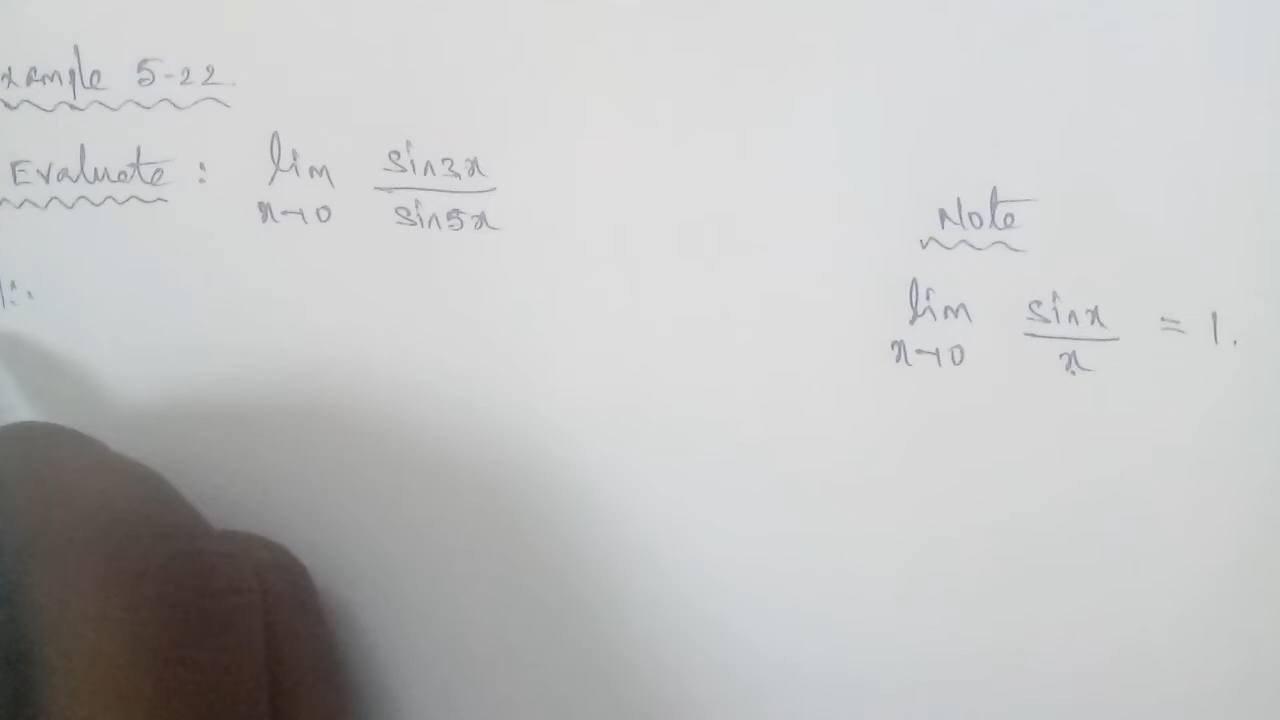 xample 5-22.
Evaluate : lim sin3x
x→0 sin5x
Note
lim sinx = 1.
x→0 x